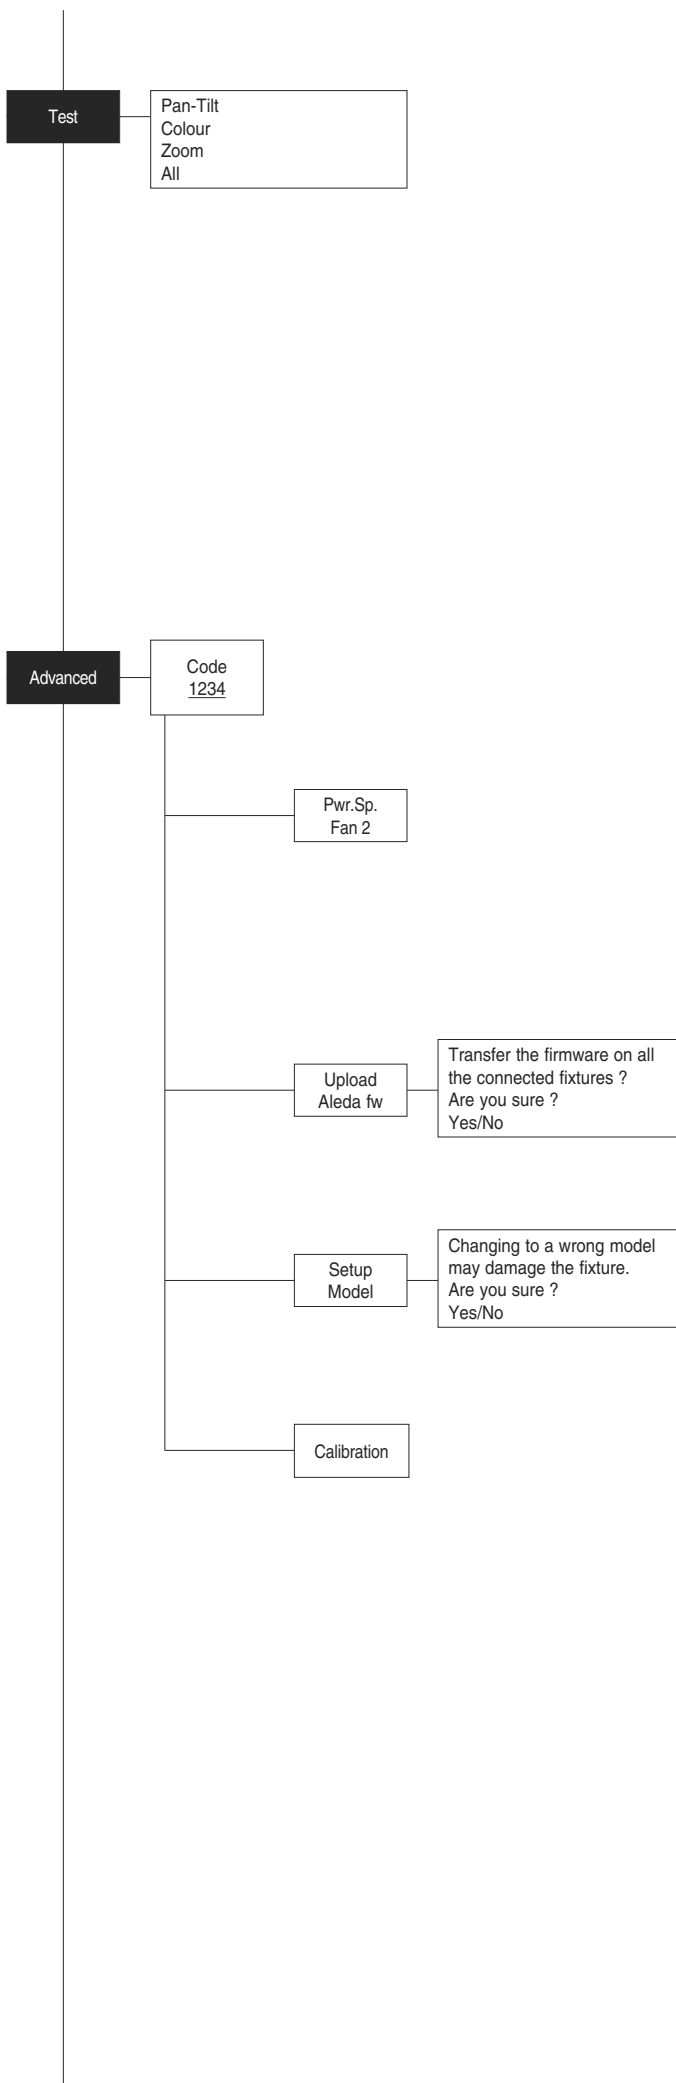 Test
Pan-Tilt
Colour
Zoom
All
Advanced
Code
1234
Pwr.Sp.
Fan 2
Upload
Aleda fw
Transfer the firmware on all
the connected fixtures ?
Are you sure ?
Yes/No
Setup
Model
Changing to a wrong model
may damage the fixture.
Are you sure ?
Yes/No
Calibration